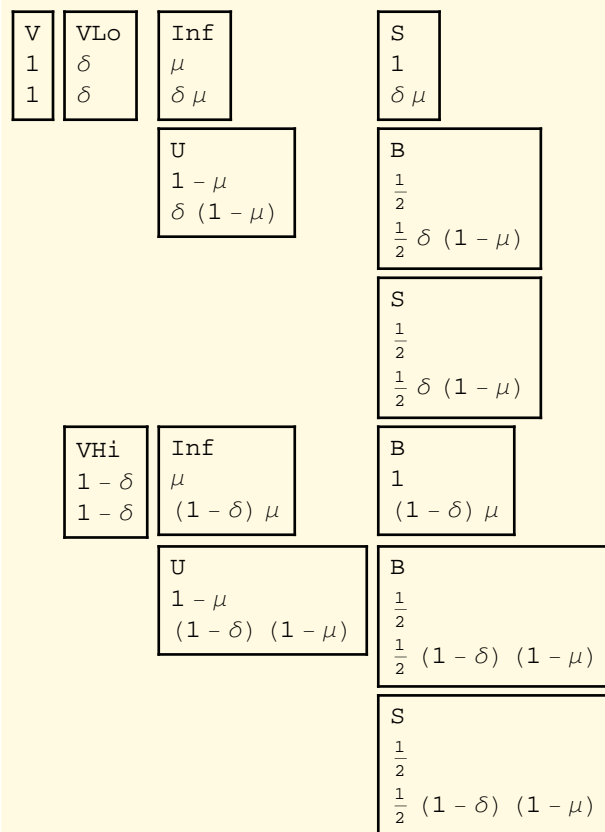 V
1
1
VLo
δ
δ
Inf
μ
δ μ
S
1
δ μ
U
1 - μ
δ (1 - μ)
B
1/2
1/2 δ (1 - μ)
S
1/2
1/2 δ (1 - μ)
VHi
1 - δ
1 - δ
Inf
μ
(1 - δ) μ
B
1
(1 - δ) μ
U
1 - μ
(1 - δ) (1 - μ)
B
1/2
1/2 (1 - δ) (1 - μ)
S
1/2
1/2 (1 - δ) (1 - μ)